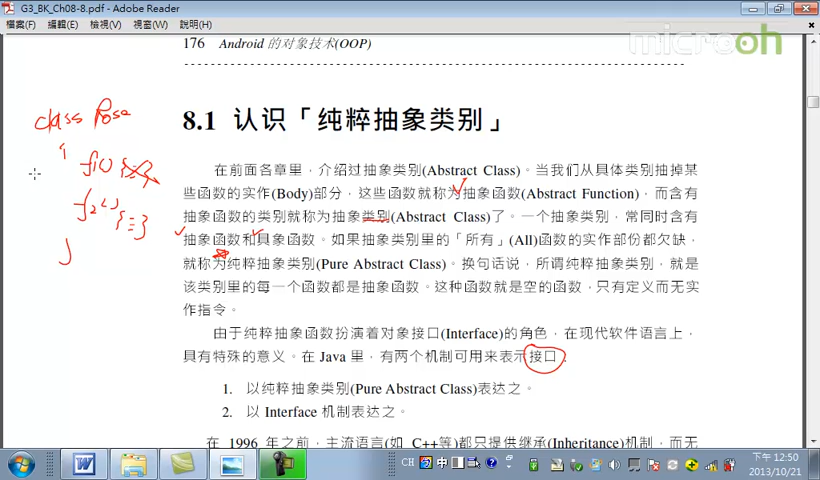 G3_BK_Ch08-8.pdf - Adobe Reader
檔案(F) 編輯(E) 檢視(V) 視窗(W) 說明(H)
microoh
176 Android 的对象技术(OOP)
8.1 认识「纯粹抽象类别」
class Rosa
{
f1() {
f2()
{ }
}
在前面各章里，介绍过抽象类别(Abstract Class)。当我们从具体类别抽掉某
些函数的实作(Body)部分，这些函数就称为抽象函数(Abstract Function)，而含有
抽象函数的类别就称为抽象类别(Abstract Class)了。一个抽象类别，常同时含有
抽象函数和具象函数。如果抽象类别里的「所有」(All)函数的实作部份都欠缺，
就称为纯粹抽象类别(Pure Abstract Class)。换句话说，所谓纯粹抽象类别，就是
该类别里的每一个函数都是抽象函数。这种函数就是空的函数，只有定义而无实
作指令。
由于纯粹抽象函数扮演着对象接口(Interface)的角色，在现代软件语言上，
具有特殊的意义。在 Java 里，有两个机制可用来表示接口：
1. 以纯粹抽象类别(Pure Abstract Class)表达之。
2. 以 Interface 机制表达之。
在 1996 年之前，主流语言(如 C++等)都只提供继承(Inheritance)机制，而无
CH
下午 12:50
2013/10/21